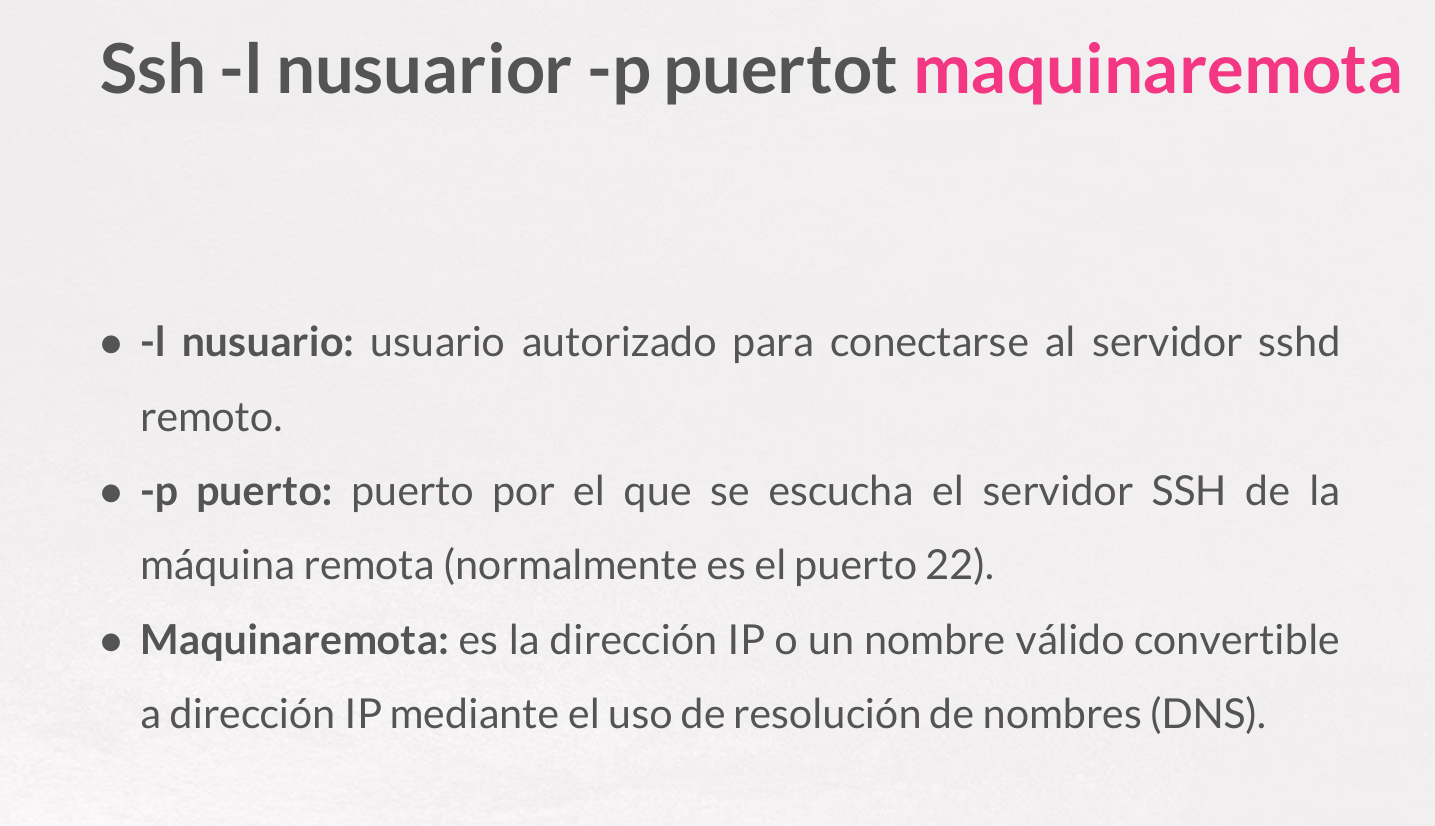 Ssh -l nusuarior -p puertot maquinaremota
● -l nusuario: usuario autorizado para conectarse al servidor sshd
remoto.
● -p puerto: puerto por el que se escucha el servidor SSH de la
máquina remota (normalmente es el puerto 22).
● Maquinaremota: es la dirección IP o un nombre válido convertible
a dirección IP mediante el uso de resolución de nombres (DNS).